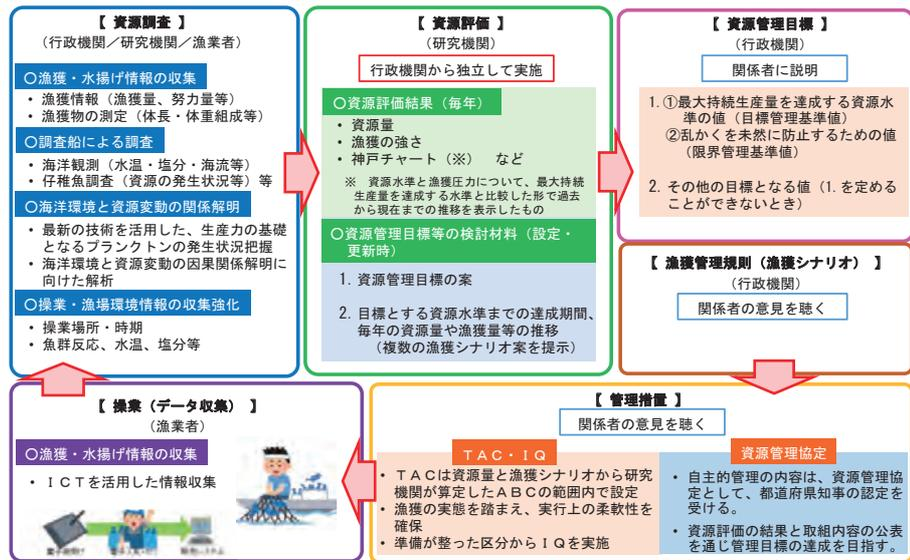 【 資源調査 】
（行政機関／研究機関／漁業者）
〇漁獲・水揚げ情報の収集
・ 漁獲情報（漁獲量、努力量等）
・ 漁獲物の測定（体長・体重組成等）
〇調査船による調査
・ 海洋観測（水温・塩分・海流等）
・ 仔稚魚調査（資源の発生状況等）等
〇海洋環境と資源変動の関係解明
・ 最新の技術を活用した、生産力の基礎
となるプランクトンの発生状況把握
・ 海洋環境と資源変動の因果関係解明に
向けた解析
〇操業・漁場環境情報の収集強化
・ 操業場所・時期
・ 魚群反応、水温、塩分等
【 資源評価 】
（研究機関）
行政機関から独立して実施
〇資源評価結果（毎年）
・ 資源量
・ 漁獲の強さ
・ 神戸チャート（※） など
※ 資源水準と漁獲圧力について、最大持続
生産量を達成する水準と比較した形で過去
から現在までの推移を表示したもの
〇資源管理目標等の検討材料（設定・
更新時）
1. 資源管理目標の案
2. 目標とする資源水準までの達成期間、
毎年の資源量や漁獲量等の推移
（複数の漁獲シナリオ案を提示）
【 資源管理目標 】
（行政機関）
関係者に説明
1. ①最大持続生産量を達成する資源水
準の値（目標管理基準値）
②乱かくを未然に防止するための値
（限界管理基準値）
2. その他の目標となる値（1. を定める
ことができないとき）
【 漁獲管理規則（漁獲シナリオ） 】
（行政機関）
関係者の意見を聴く
【 管理措置 】
関係者の意見を聴く
ＴＡＣ・ＩＱ
・ ＴＡＣは資源量と漁獲シナリオから研究
機関が算定したＡＢＣの範囲内で設定
・ 漁獲の実態を踏まえ、実行上の柔軟性を
確保
・ 準備が整った区分からＩＱを実施
資源管理協定
・ 自主的管理の内容は、資源管理協
定として、都道府県知事の認定を
受ける。
・ 資源評価の結果と取組内容の公表
を通じ管理目標の達成を目指す。
【 操業（データ収集） 】
（漁業者）
〇漁獲・水揚げ情報の収集
・ ＩＣＴを活用した情報収集